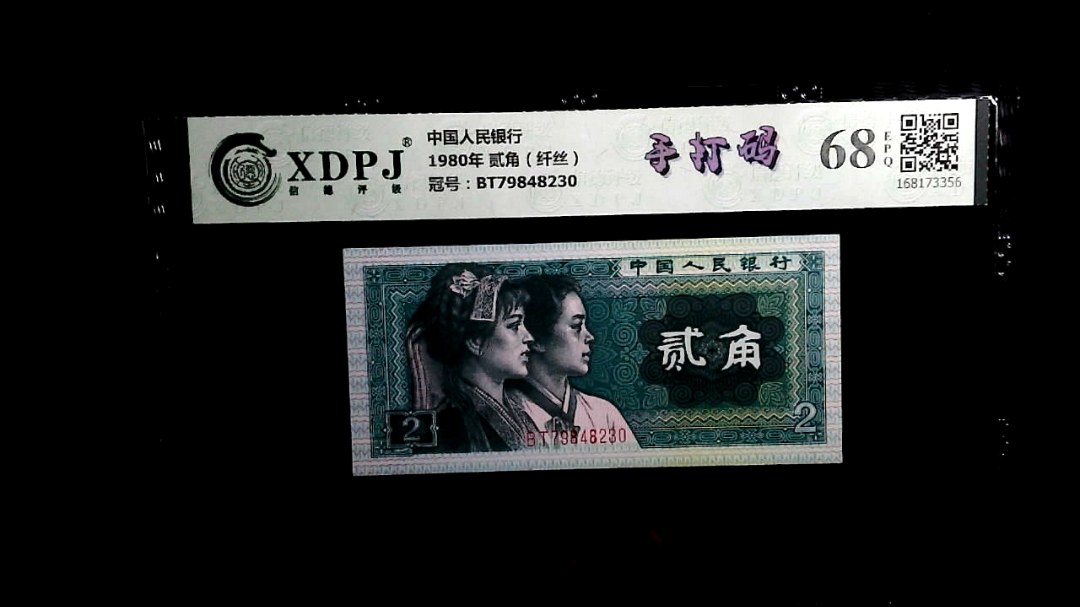 XDPJ®
信德评级
中国人民银行
1980年 贰角（纤丝）
冠号：BT79848230
手打码
68
EPQ
168173356
中国人民银行
贰角
2
2
BT79848230